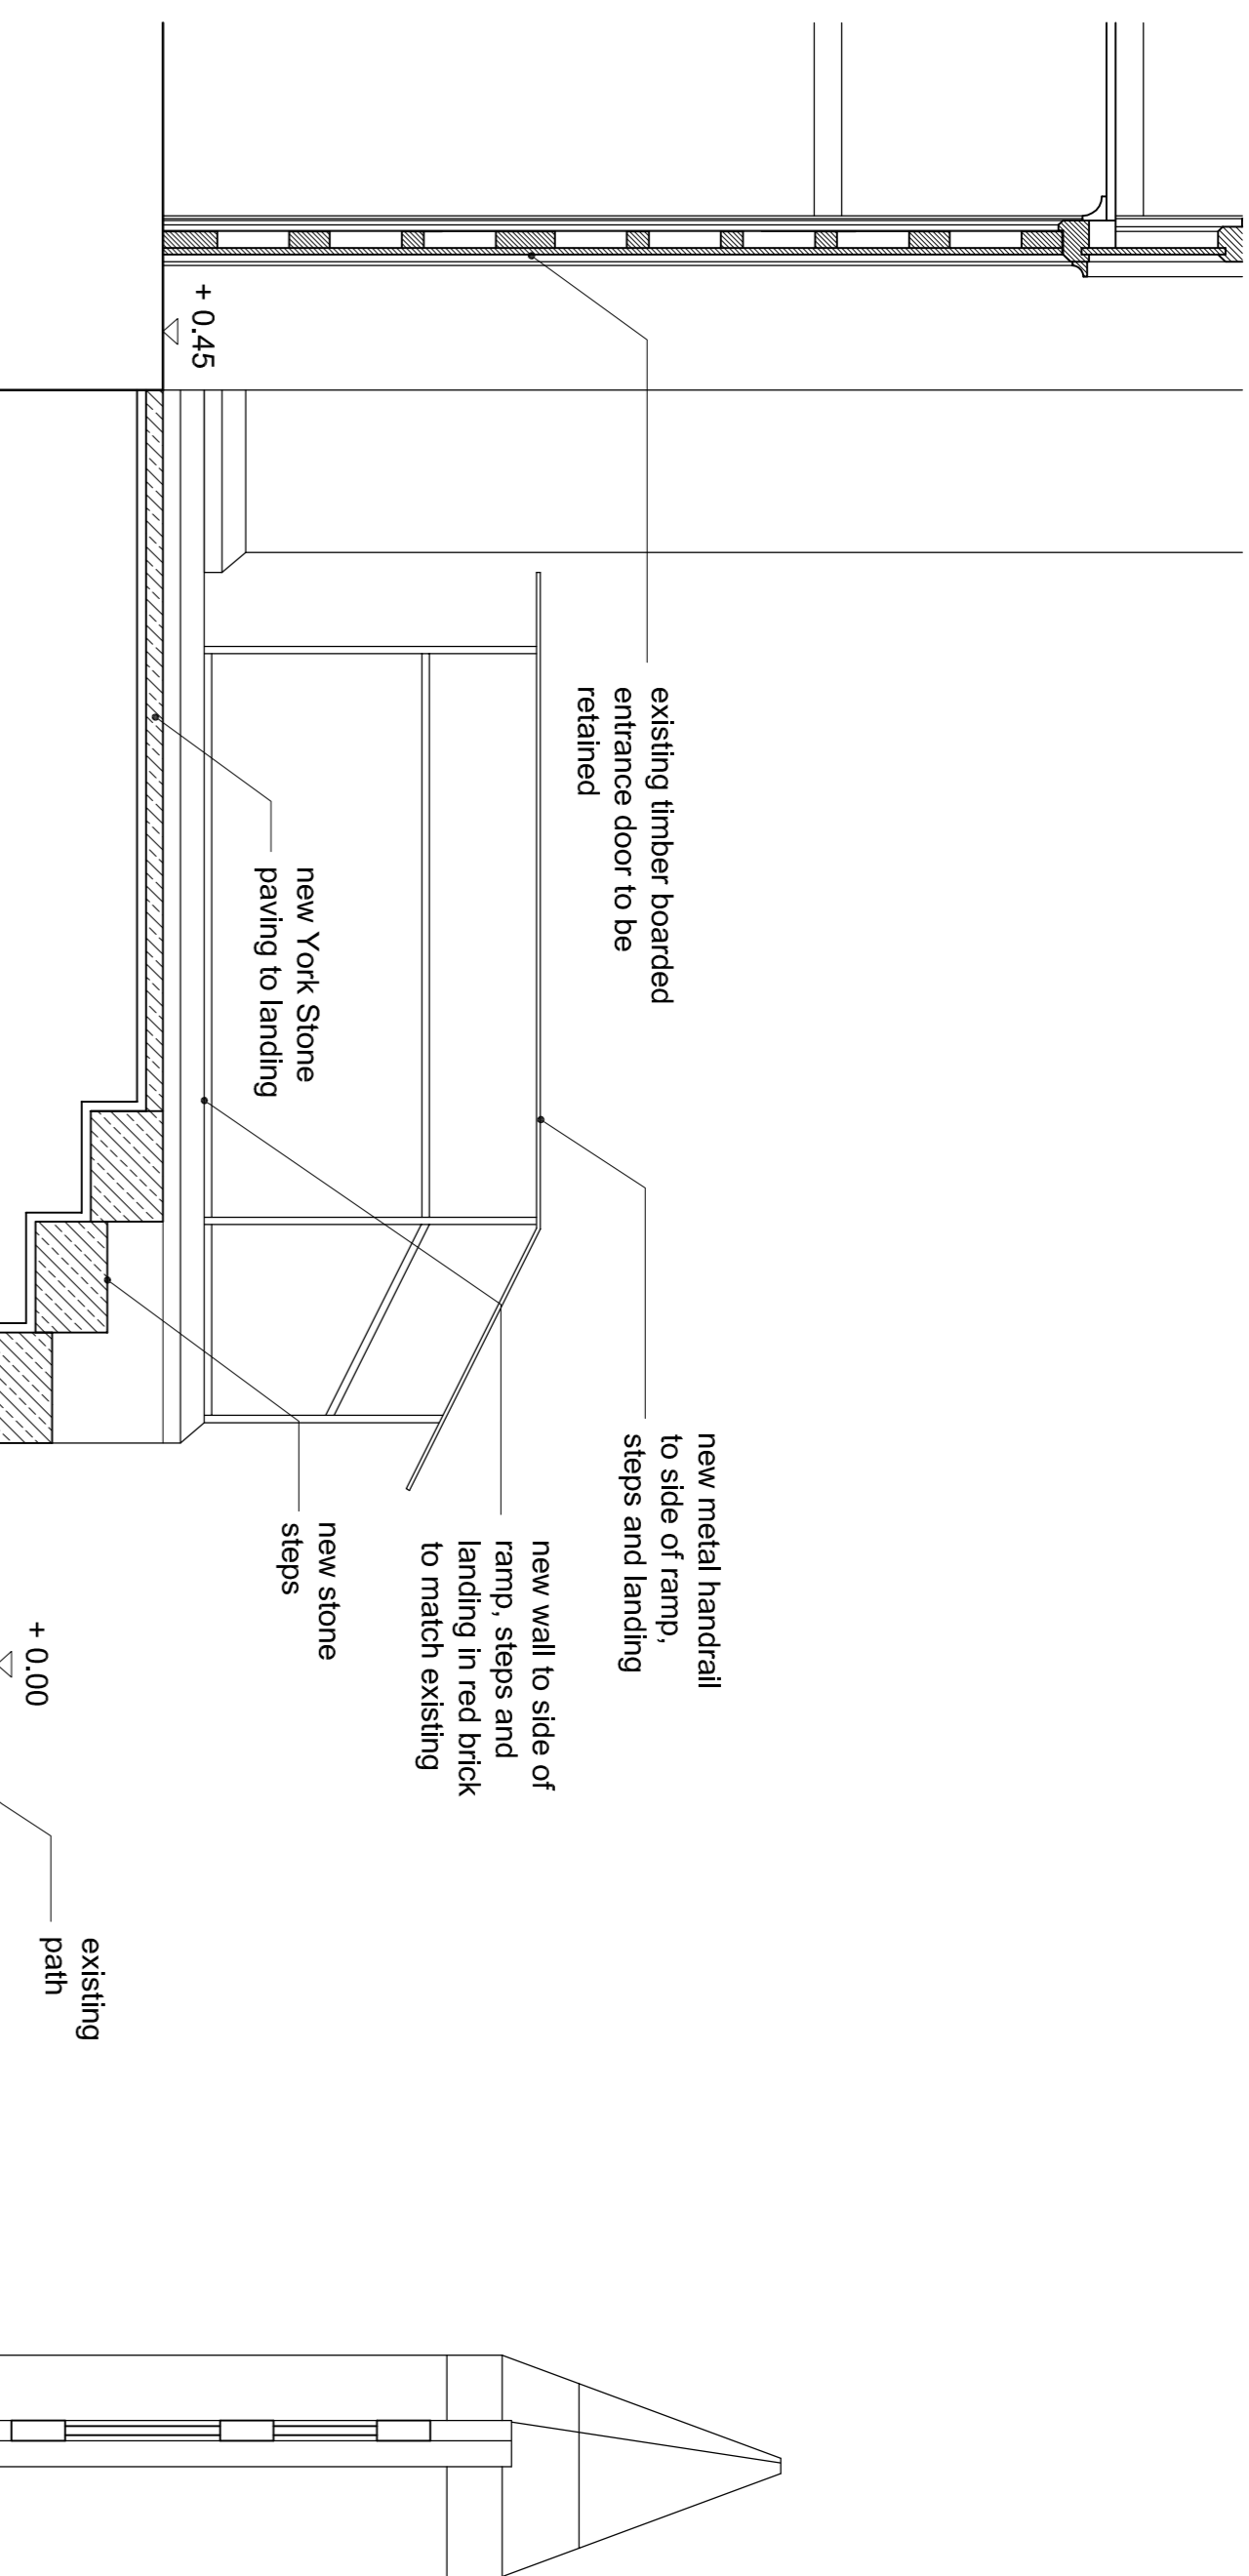 existing timber boarded
entrance door to be
retained
+ 0.45
new York Stone
paving to landing
new metal handrail
to side of ramp,
steps and landing
new wall to side of
ramp, steps and
landing in red brick
to match existing
new stone
steps
+ 0.00
existing
path